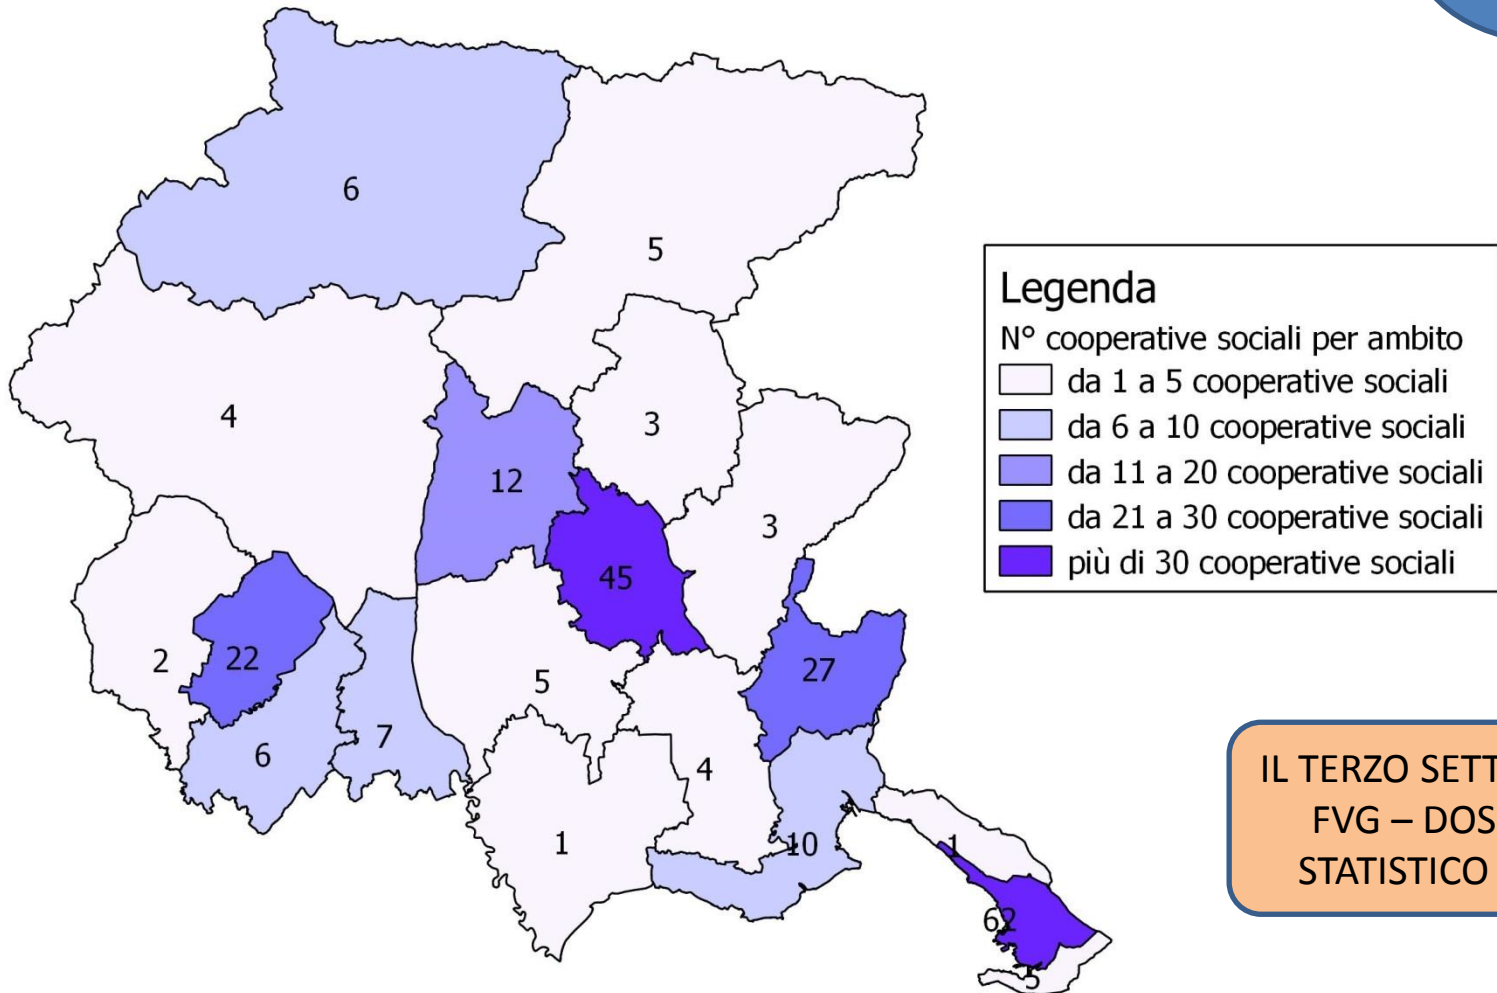 6
5
4
3
12
3
45
2
22
5
27
6
7
4
1
10
1
62
5
Legenda
N° cooperative sociali per ambito
da 1 a 5 cooperative sociali
da 6 a 10 cooperative sociali
da 11 a 20 cooperative sociali
da 21 a 30 cooperative sociali
più di 30 cooperative sociali
IL TERZO SETT
FVG – DOS
STATISTICO